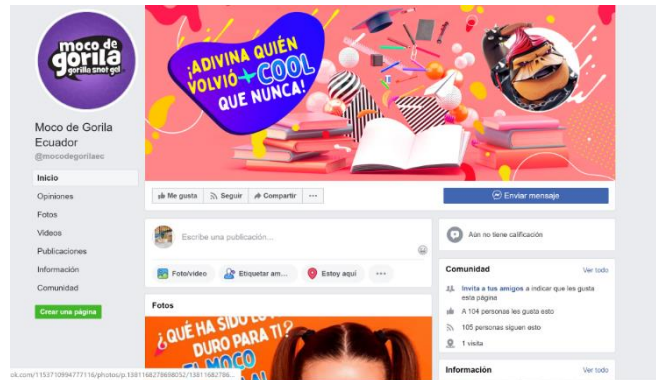 moco de
gorila
gorilla snot gel
Moco de Gorila
Ecuador
@mocodegorilaec
Inicio
Opiniones
Fotos
Videos
Publicaciones
Información
Comunidad
Crear una página
¡ADIVINA QUIÉN
VOLVIÓ + COOL
QUE NUNCA!
Me gusta
Seguir
Compartir
Enviar mensaje
Escribe una publicación...
Foto/video
Etiquetar am...
Estoy aquí
Fotos
¿QUÉ HA SIDO LO
DURO PARA TI?
EL MOCO
Aún no tiene calificación
Comunidad
Ver todo
Invita a tus amigos a indicar que les gusta
esta página
A 104 personas les gusta esto
105 personas siguen esto
1 visita
Información
Ver todo